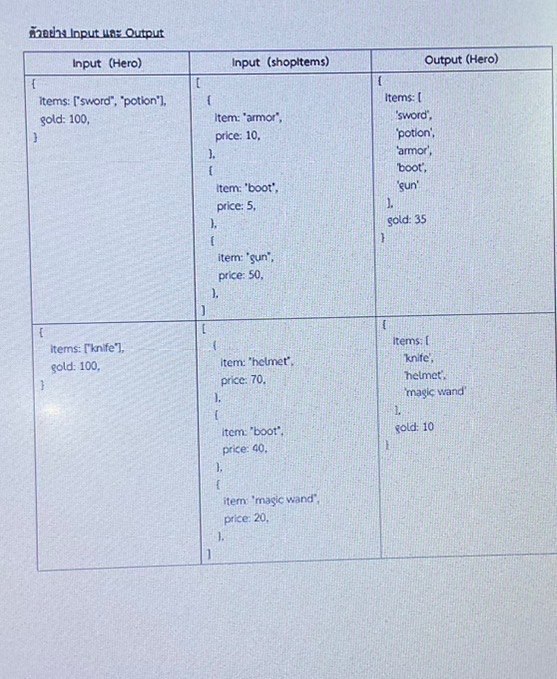 ตัวอย่าง Input และ Output
Input (Hero)
Input (shopItems)
Output (Hero)
{
items: ["sword", "potion"],
gold: 100,
}
[
{
item: "armor",
price: 10,
},
{
item: "boot",
price: 5,
},
{
item: "gun",
price: 50,
},
]
{
items: [
'sword',
'potion',
'armor',
'boot',
'gun'
],
gold: 35
}
{
items: ["knife"],
gold: 100,
}
[
{
item: "helmet",
price: 70,
},
{
item: "boot",
price: 40,
},
{
item: "magic wand",
price: 20,
},
]
{
items: [
'knife',
'helmet',
'magic wand'
],
gold: 10
}